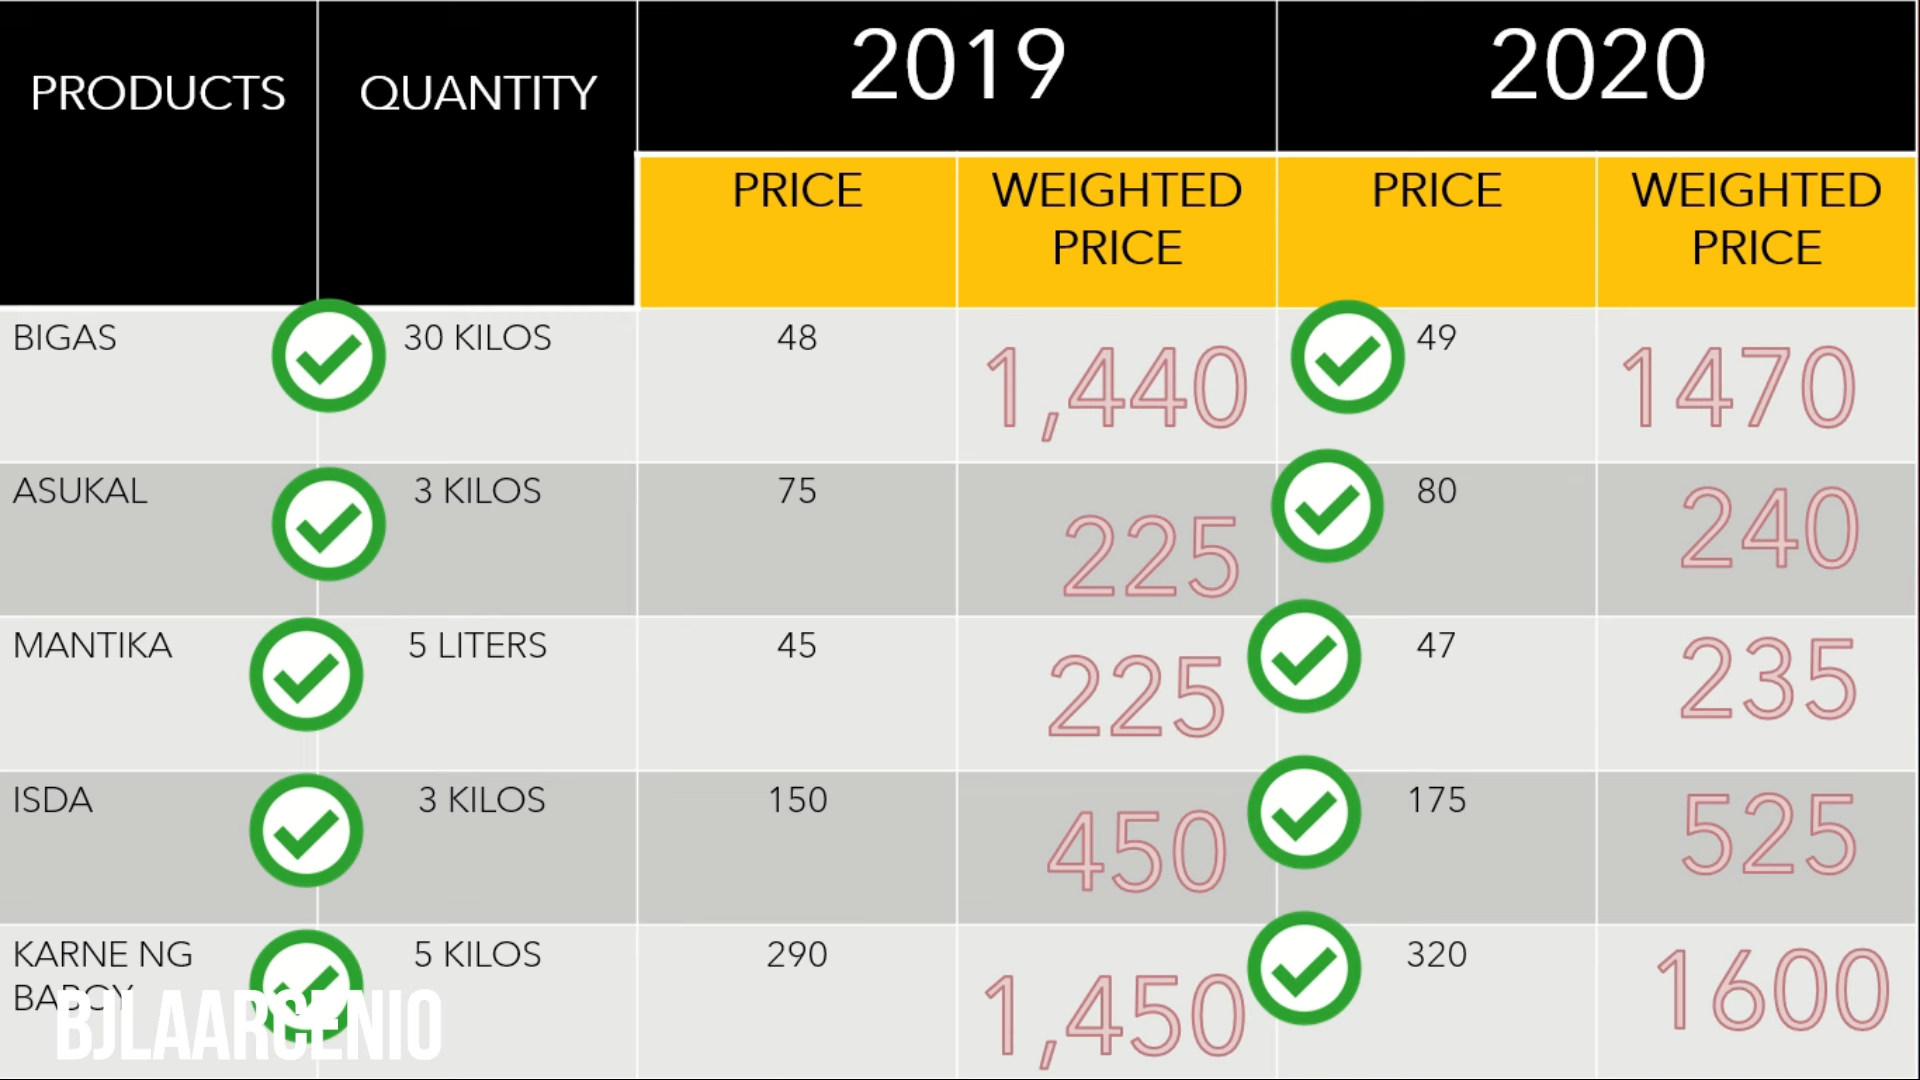 PRODUCTS QUANTITY 2019 2020
PRICE WEIGHTED PRICE PRICE WEIGHTED PRICE
BIGAS 30 KILOS 48 1,440 49 1470
ASUKAL 3 KILOS 75 225 80 240
MANTIKA 5 LITERS 45 225 47 235
ISDA 3 KILOS 150 450 175 525
KARNE NG BABOY 5 KILOS 290 1,450 320 1600
BJLAARCENIO